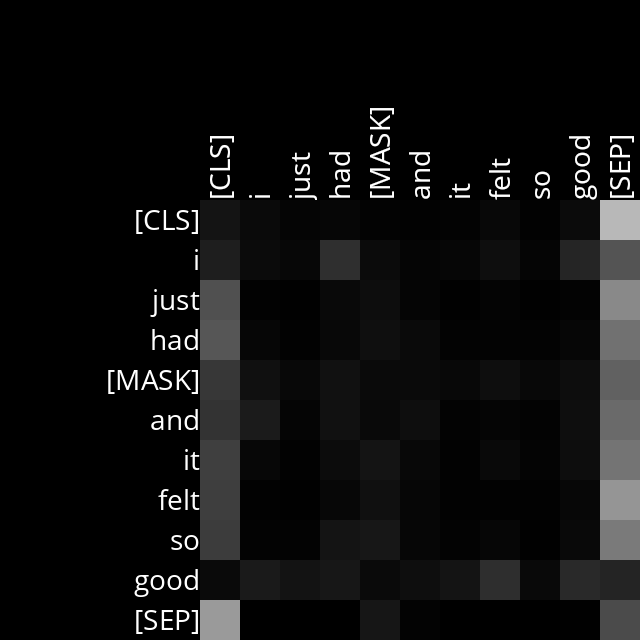 [CLS] i just had [MASK] and it felt so good [SEP]
[CLS]
i
just
had
[MASK]
and
it
felt
so
good
[SEP]